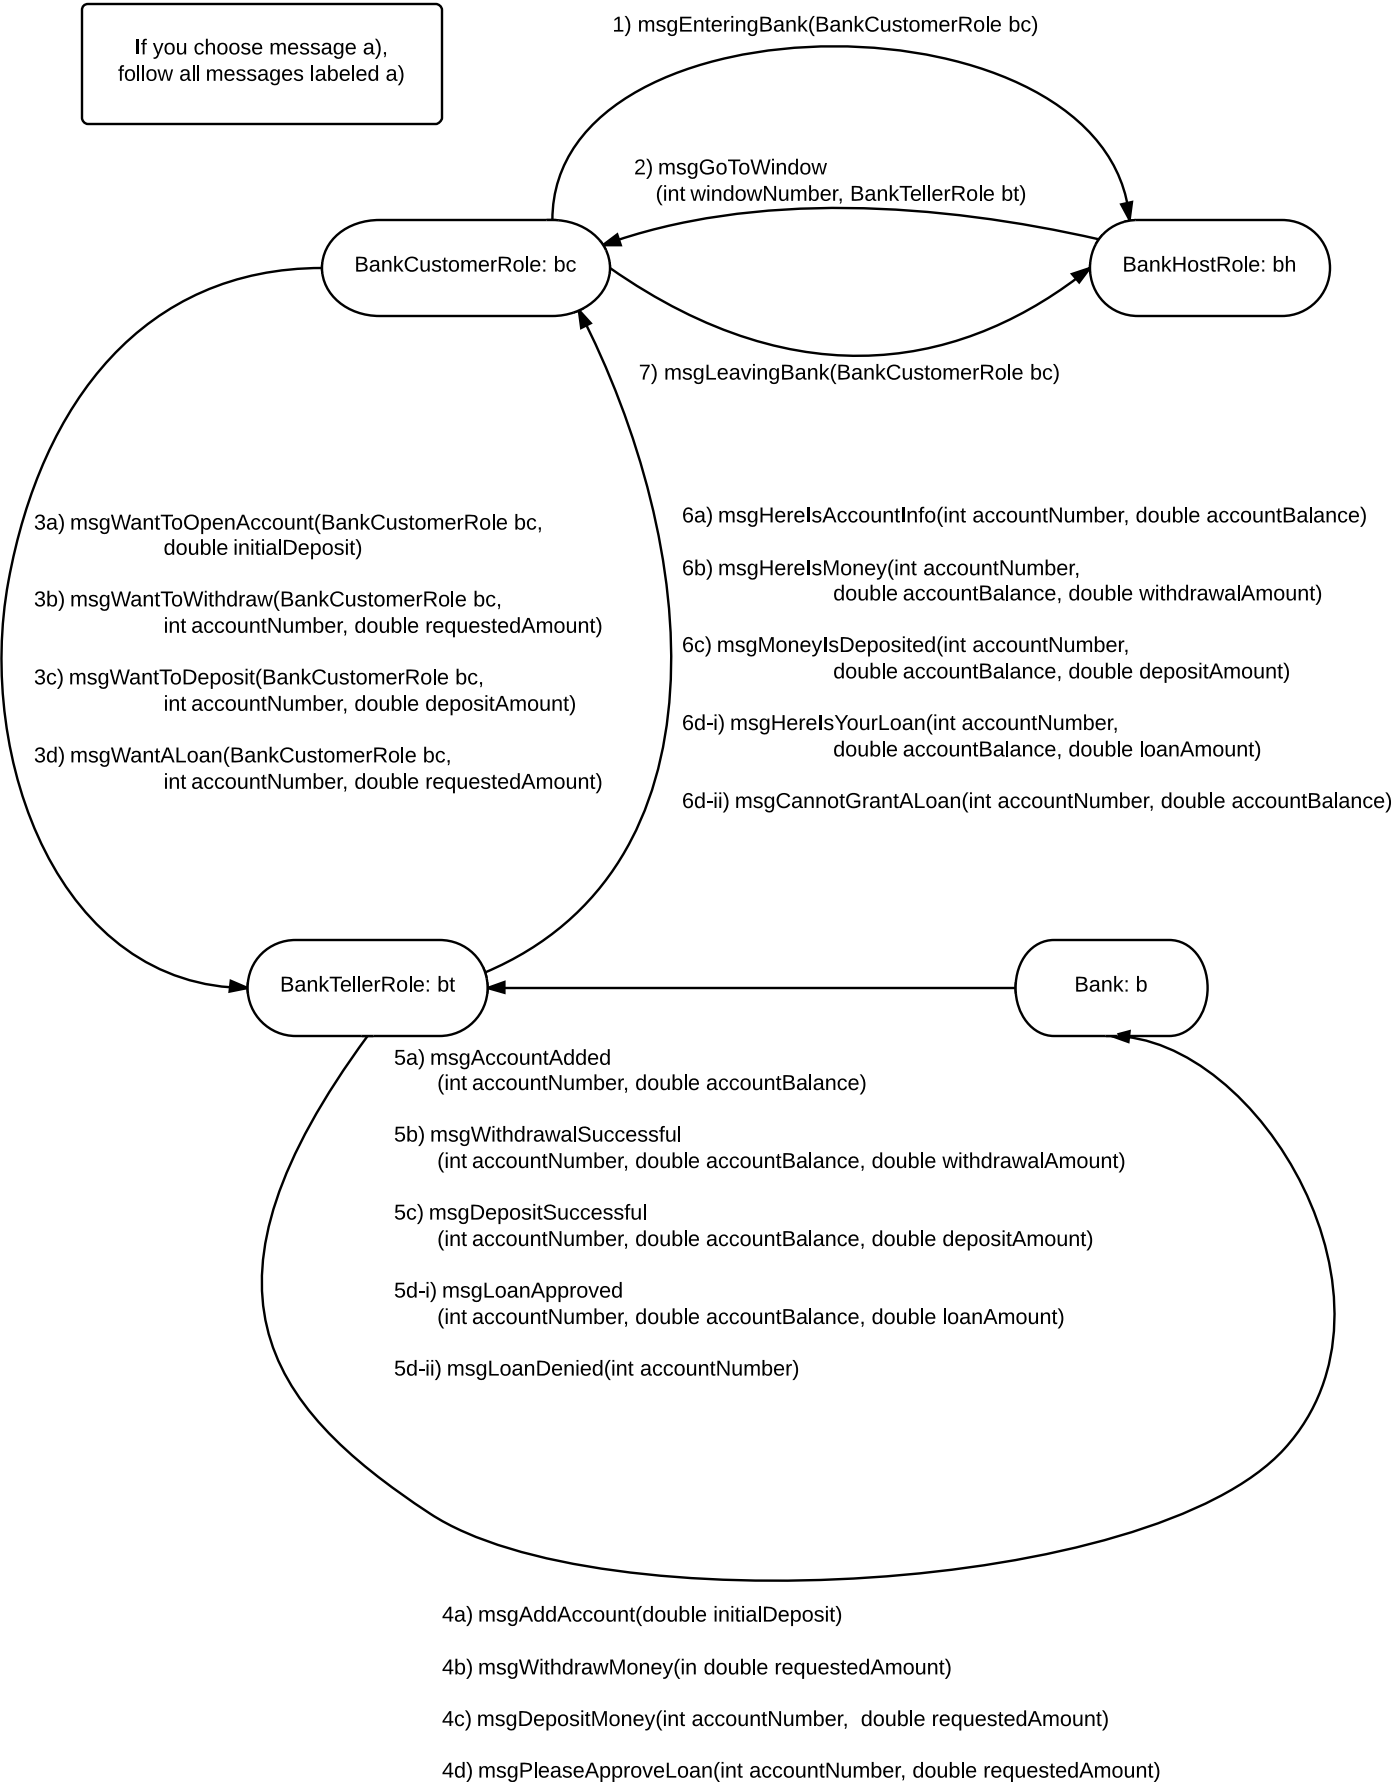 If you choose message a),
follow all messages labeled a)
1) msgEnteringBank(BankCustomerRole bc)
2) msgGoToWindow
(int windowNumber, BankTellerRole bt)
BankCustomerRole: bc
BankHostRole: bh
7) msgLeavingBank(BankCustomerRole bc)
3a) msgWantToOpenAccount(BankCustomerRole bc,
double initialDeposit)
3b) msgWantToWithdraw(BankCustomerRole bc,
int accountNumber, double requestedAmount)
3c) msgWantToDeposit(BankCustomerRole bc,
int accountNumber, double depositAmount)
3d) msgWantALoan(BankCustomerRole bc,
int accountNumber, double requestedAmount)
6a) msgHereIsAccountInfo(int accountNumber, double accountBalance)
6b) msgHereIsMoney(int accountNumber,
double accountBalance, double withdrawalAmount)
6c) msgMoneyIsDeposited(int accountNumber,
double accountBalance, double depositAmount)
6d-i) msgHereIsYourLoan(int accountNumber,
double accountBalance, double loanAmount)
6d-ii) msgCannotGrantALoan(int accountNumber, double accountBalance)
BankTellerRole: bt
Bank: b
5a) msgAccountAdded
(int accountNumber, double accountBalance)
5b) msgWithdrawalSuccessful
(int accountNumber, double accountBalance, double withdrawalAmount)
5c) msgDepositSuccessful
(int accountNumber, double accountBalance, double depositAmount)
5d-i) msgLoanApproved
(int accountNumber, double accountBalance, double loanAmount)
5d-ii) msgLoanDenied(int accountNumber)
4a) msgAddAccount(double initialDeposit)
4b) msgWithdrawMoney(in double requestedAmount)
4c) msgDepositMoney(int accountNumber,  double requestedAmount)
4d) msgPleaseApproveLoan(int accountNumber, double requestedAmount)